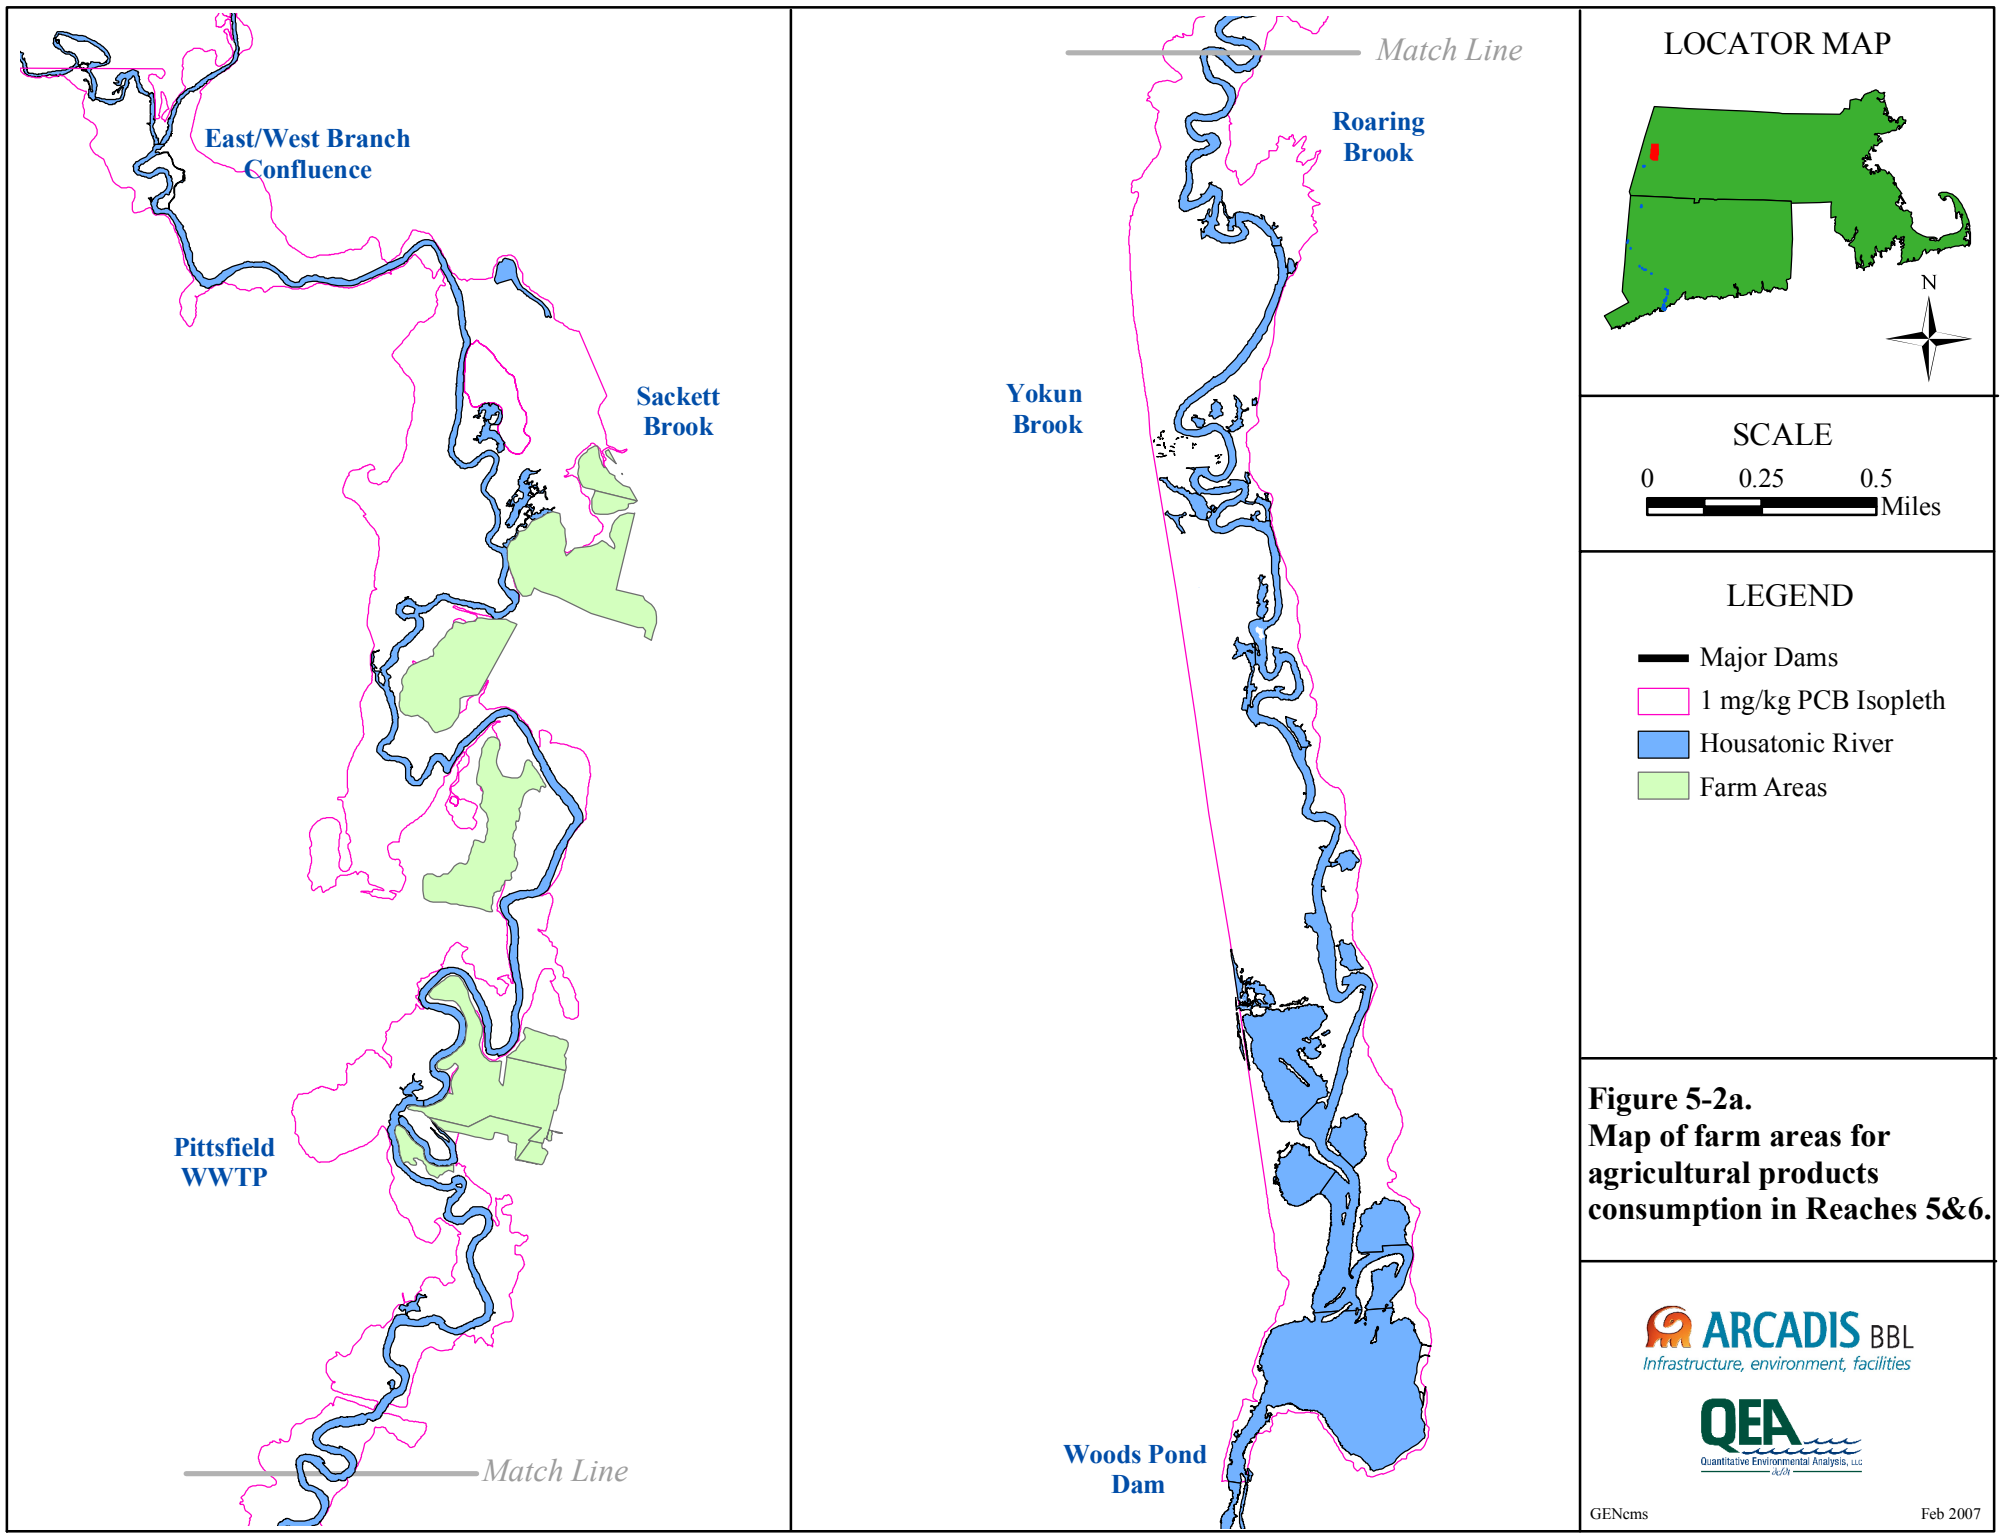 East/West Branch
Confluence
Sackett
Brook
Pittsfield
WWTP
Match Line
Match Line
Roaring
Brook
Yokun
Brook
Woods Pond
Dam
LOCATOR MAP
N
SCALE
0 0.25 0.5
Miles
LEGEND
Major Dams
1 mg/kg PCB Isopleth
Housatonic River
Farm Areas
Figure 5-2a.
Map of farm areas for
agricultural products
consumption in Reaches 5&6.
ARCADIS BBL
Infrastructure, environment, facilities
QEA
Quantitative Environmental Analysis, LLC
GENcms Feb 2007